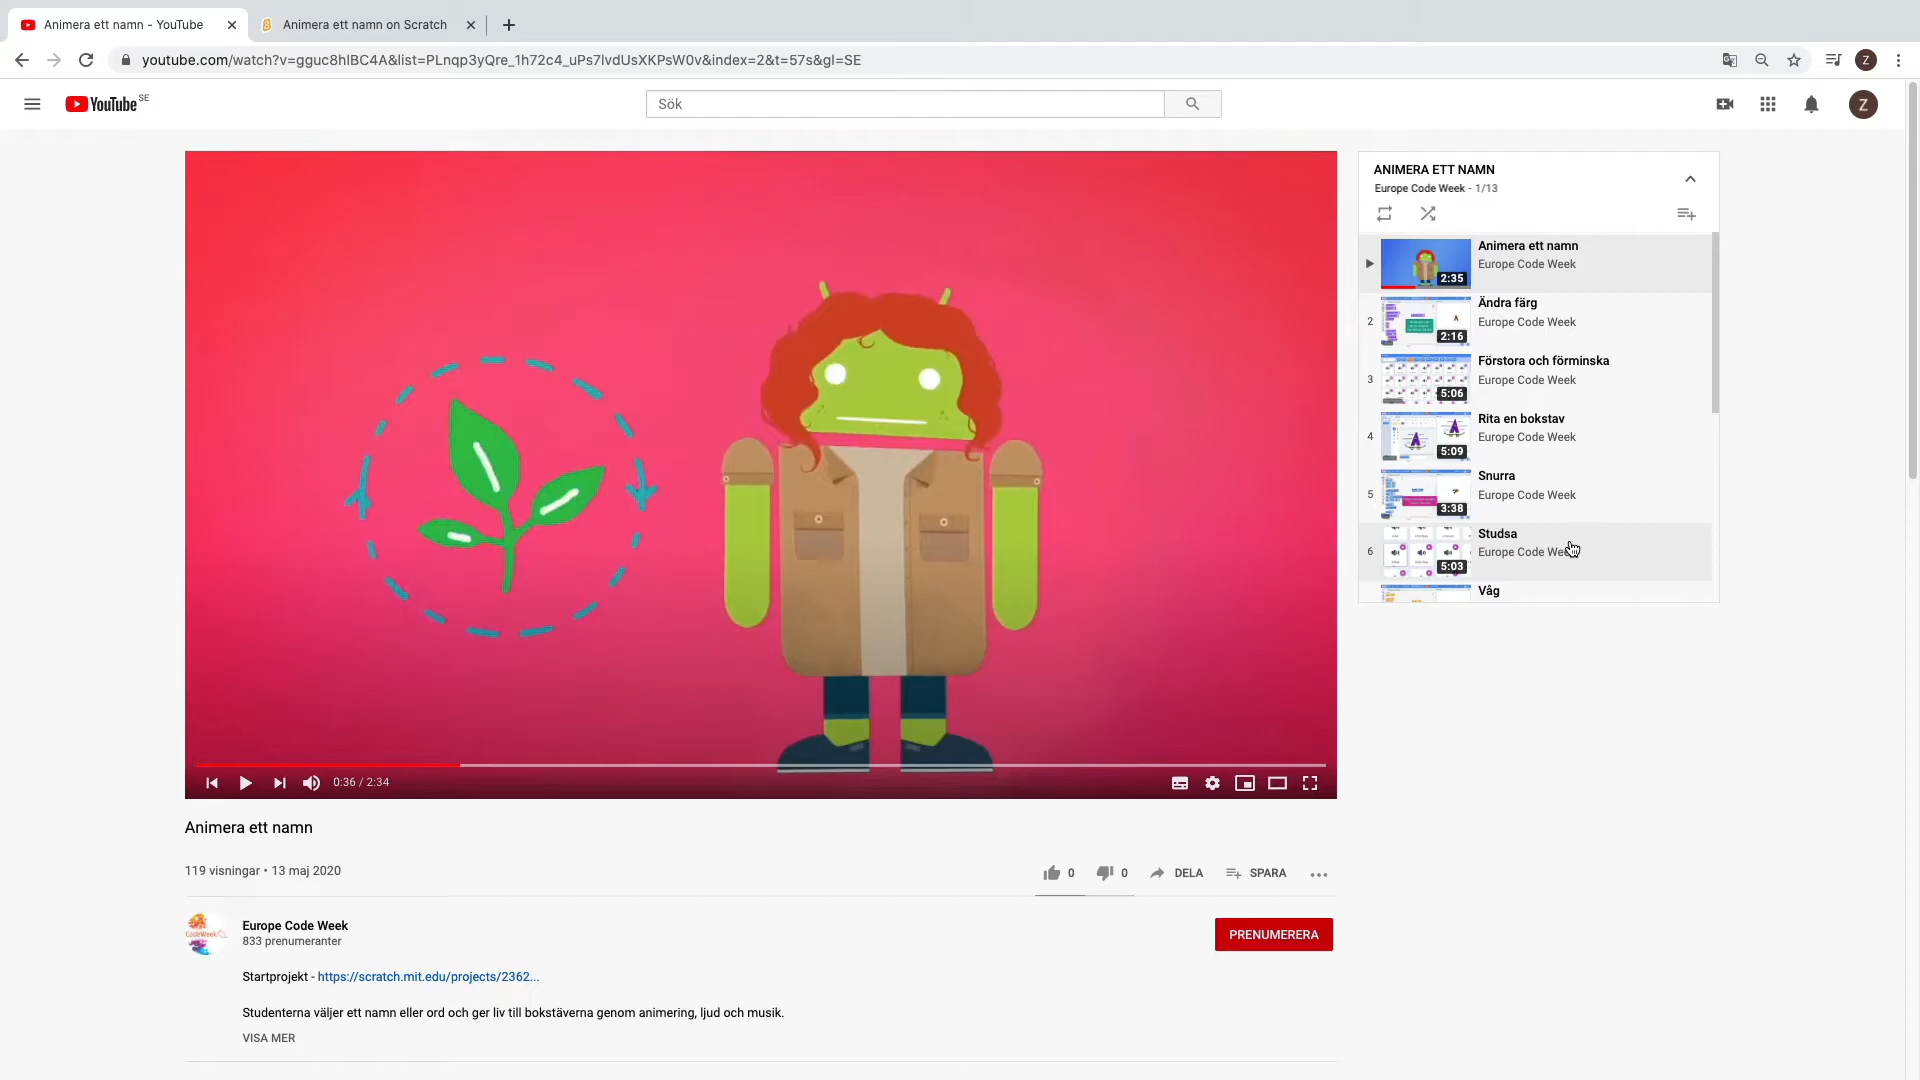 Animera ett namn - YouTube
Animera ett namn on Scratch
youtube.com/watch?v=gguc8hlBC4A&list=PLnqp3yQre_1h72c4_uPs7lvdUsXKPsW0v&index=2&t=57s&gl=SE
Z
YouTube SE
Sök
Z
ANIMERA ETT NAMN
Europe Code Week - 1/13
Animera ett namn
Europe Code Week
2:35
2
Ändra färg
Europe Code Week
2:16
3
Förstora och förminska
Europe Code Week
5:06
4
Rita en bokstav
Europe Code Week
5:09
5
Snurra
Europe Code Week
3:38
6
Studsa
Europe Code
5:03
Våg
0:36 / 2:34
Animera ett namn
119 visningar • 13 maj 2020
0
0
DELA
SPARA
Europe Code Week
833 prenumeranter
PRENUMERERA
Startprojekt - https://scratch.mit.edu/projects/2362...
Studenterna väljer ett namn eller ord och ger liv till bokstäverna genom animering, ljud och musik.
VISA MER